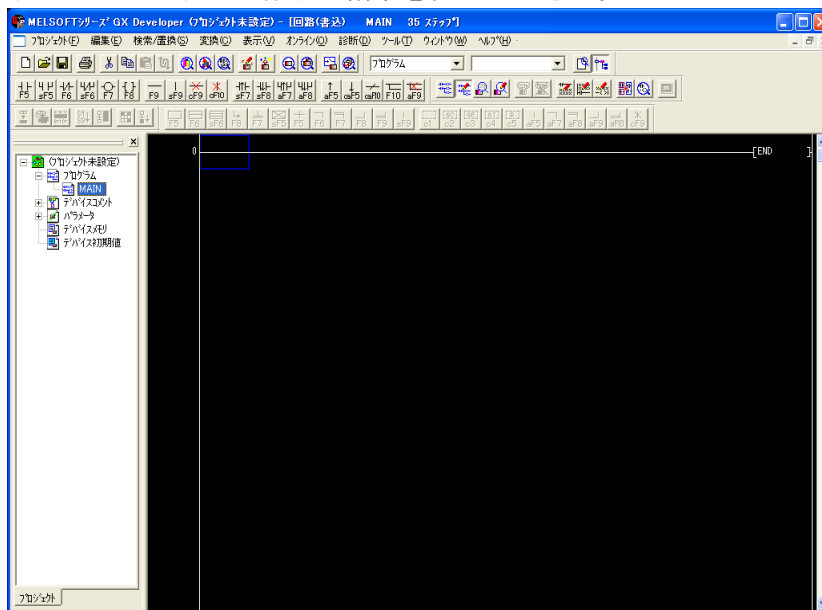 MELSOFTシリーズ GX Developer (プロジェクト未設定) - [回路(書込)　MAIN　35 ステップ]
プロジェクト(F) 編集(E) 検索/置換(S) 変換(C) 表示(V) オンライン(O) 診断(D) ツール(T) ウィンドウ(W) ヘルプ(H)
プログラム
F5 sF5 F6 sF6 F7 F8 F9 sF9 cF9 cF10 sF7 sF8 aF7 aF8 aF5 caF5 caF10 F10 aF9
F5 F6 sF6 F8 F7 sF5 F5 F6 F7 F8 F9 sF9 c1 c2 c3 c4 c5 aF5 aF7 aF8 aF9 aF10 cF9
(プロジェクト未設定)
プログラム
MAIN
デバイスコメント
パラメータ
デバイスメモリ
デバイス初期値
プロジェクト
0
[END ]